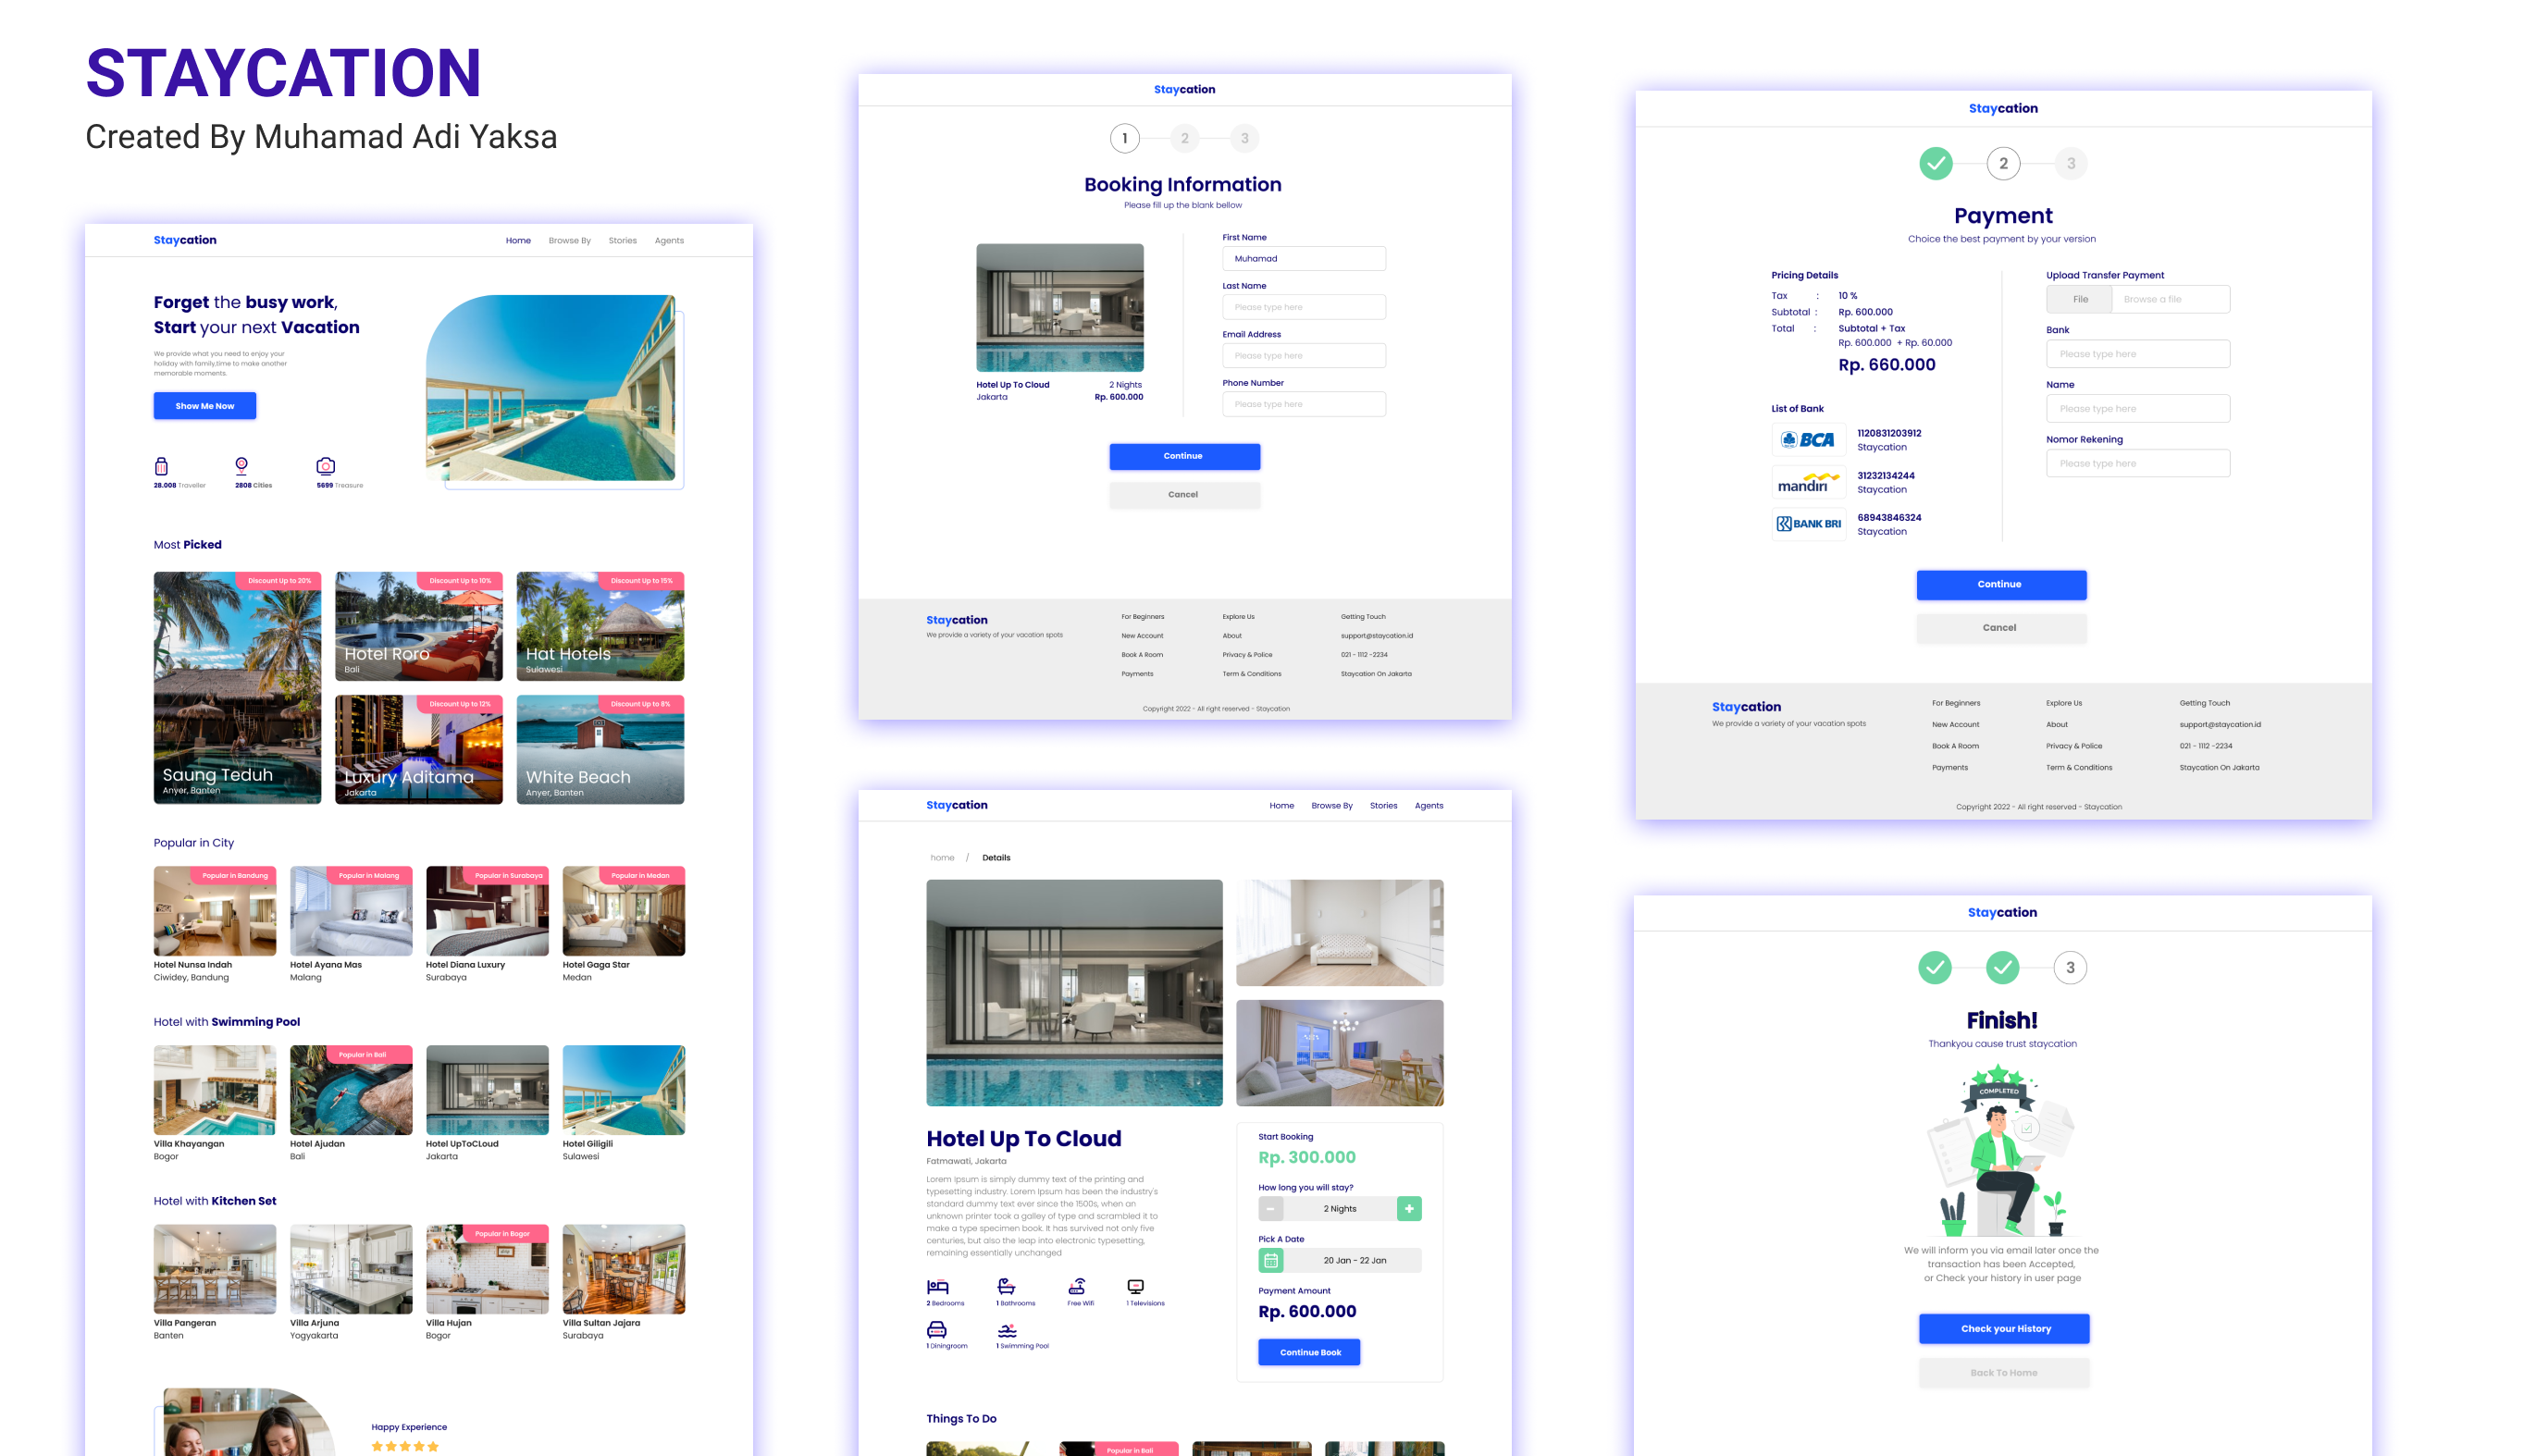 STAYCATION
Created By Muhamad Adi Yaksa
Staycation
Home Browse By Stories Agents
Forget the busy work,
Start your next Vacation
We provide what you need to enjoy your
holiday with family,time to make another
memorable moments.
Show Me Now
28.008 Traveller
2808 Cities
5699 Treasure
Most Picked
Discount Up to 20%
Saung Teduh
Anyer, Banten
Discount Up to 10%
Hotel Roro
Bali
Discount Up to 15%
Hat Hotels
Sulawesi
Discount Up to 12%
Luxury Aditama
Jakarta
Discount Up to 6%
White Beach
Anyer, Banten
Popular in City
Popular in Bandung
Hotel Nunsa Indah
Ciwidey, Bandung
Popular in Malang
Hotel Ayana Mas
Malang
Popular in Surabaya
Hotel Diana Luxury
Surabaya
Popular in Medan
Hotel Gaga Star
Medan
Hotel with Swimming Pool
Villa Khayangan
Bogor
Popular in Bali
Hotel Ajudan
Bali
Hotel UpToCLoud
Jakarta
Hotel Giligili
Sulawesi
Hotel with Kitchen Set
Villa Pangeran
Banten
Villa Arjuna
Yogyakarta
Popular in Bogor
Villa Hujan
Bogor
Villa Sultan Jajara
Surabaya
Happy Experience
Staycation
1 2 3
Booking Information
Please fill up the blank bellow
Hotel Up To Cloud
Jakarta
2 Nights
Rp. 600.000
First Name
Muhamad
Last Name
Please type here
Email Address
Please type here
Phone Number
Please type here
Continue
Cancel
Staycation
We provide a variety of your vacation spots
For Beginners
New Account
Book A Room
Payments
Explore Us
About
Privacy & Police
Term & Conditions
Getting Touch
support@staycation.id
021 - 1112 -2234
Staycation On Jakarta
Copyright 2022 - All right reserved - Staycation
Staycation
Home Browse By Stories Agents
home / Details
Hotel Up To Cloud
Fatmawati, Jakarta
Lorem Ipsum is simply dummy text of the printing and
typesetting industry. Lorem Ipsum has been the industry's
standard dummy text ever since the 1500s, when an
unknown printer took a galley of type and scrambled it to
make a type specimen book. It has survived not only five
centuries, but also the leap into electronic typesetting,
remaining essentially unchanged
2 Bedrooms
1 Bathrooms
Free Wifi
1 Televisions
1 Diningroom
1 Swimming Pool
Start Booking
Rp. 300.000
How long you will stay?
- 2 Nights +
Pick A Date
20 Jan - 22 Jan
Payment Amount
Rp. 600.000
Continue Book
Things To Do
Popular in Bali
Staycation
2 3
Payment
Choice the best payment by your version
Pricing Details
Tax : 10 %
Subtotal : Rp. 600.000
Total : Subtotal + Tax
Rp. 600.000 + Rp. 60.000
Rp. 660.000
List of Bank
BCA
1120831203912
Staycation
mandiri
31232134244
Staycation
BANK BRI
68943846324
Staycation
Upload Transfer Payment
File Browse a file
Bank
Please type here
Name
Please type here
Nomor Rekening
Please type here
Continue
Cancel
Staycation
We provide a variety of your vacation spots
For Beginners
New Account
Book A Room
Payments
Explore Us
About
Privacy & Police
Term & Conditions
Getting Touch
support@staycation.id
021 - 1112 -2234
Staycation On Jakarta
Copyright 2022 - All right reserved - Staycation
Staycation
3
Finish!
Thankyou cause trust staycation
COMPLETED
We will inform you via email later once the
transaction has been Accepted,
or Check your history in user page
Check your History
Back To Home